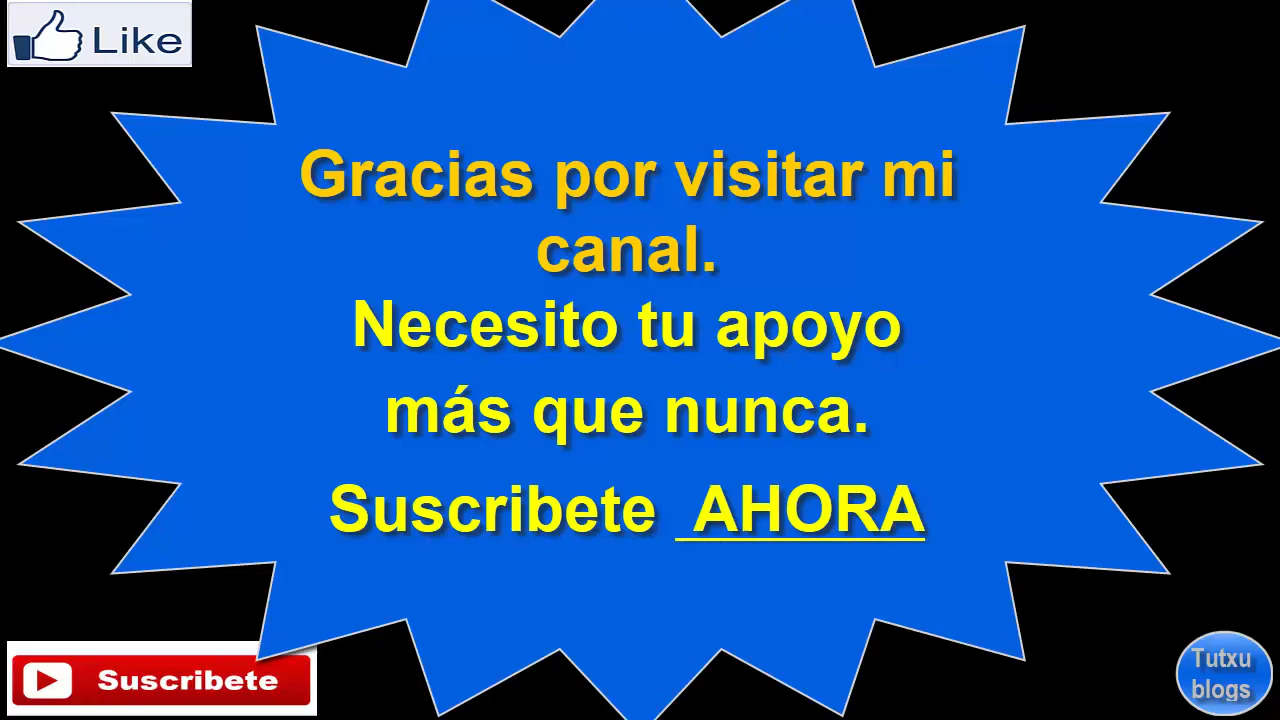 Like
Gracias por visitar mi
canal.
Necesito tu apoyo
más que nunca.
Suscribete AHORA
Suscribete
Tutxu
blogs